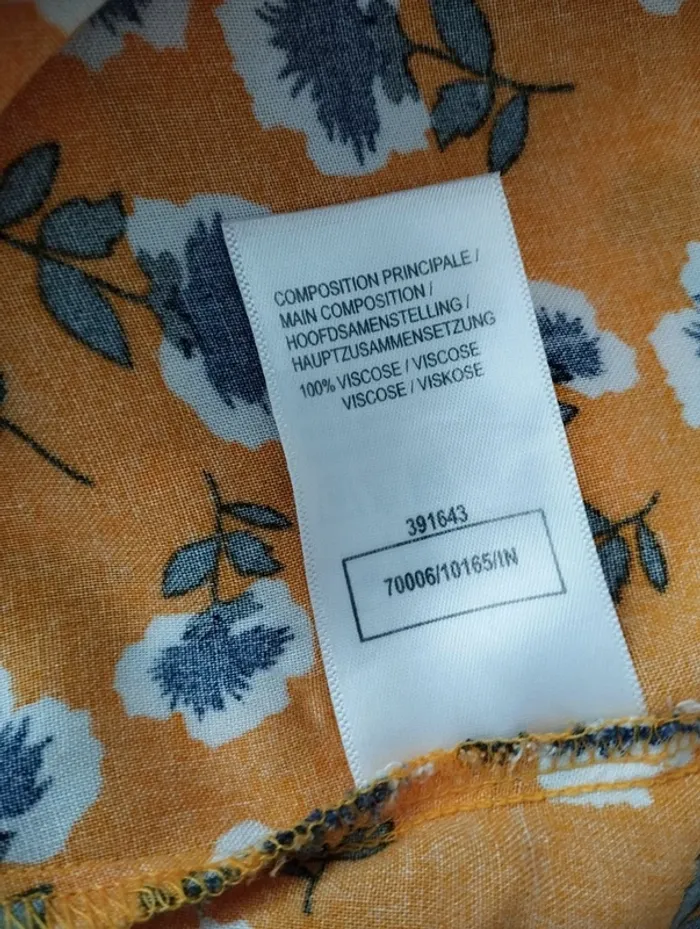 COMPOSITION PRINCIPALE /
MAIN COMPOSITION /
HOOFDSAMENSTELLING /
HAUPTZUSAMMENSETZUNG
100% VISCOSE / VISCOSE
VISCOSE / VISKOSE
391643
70006/10165/IN